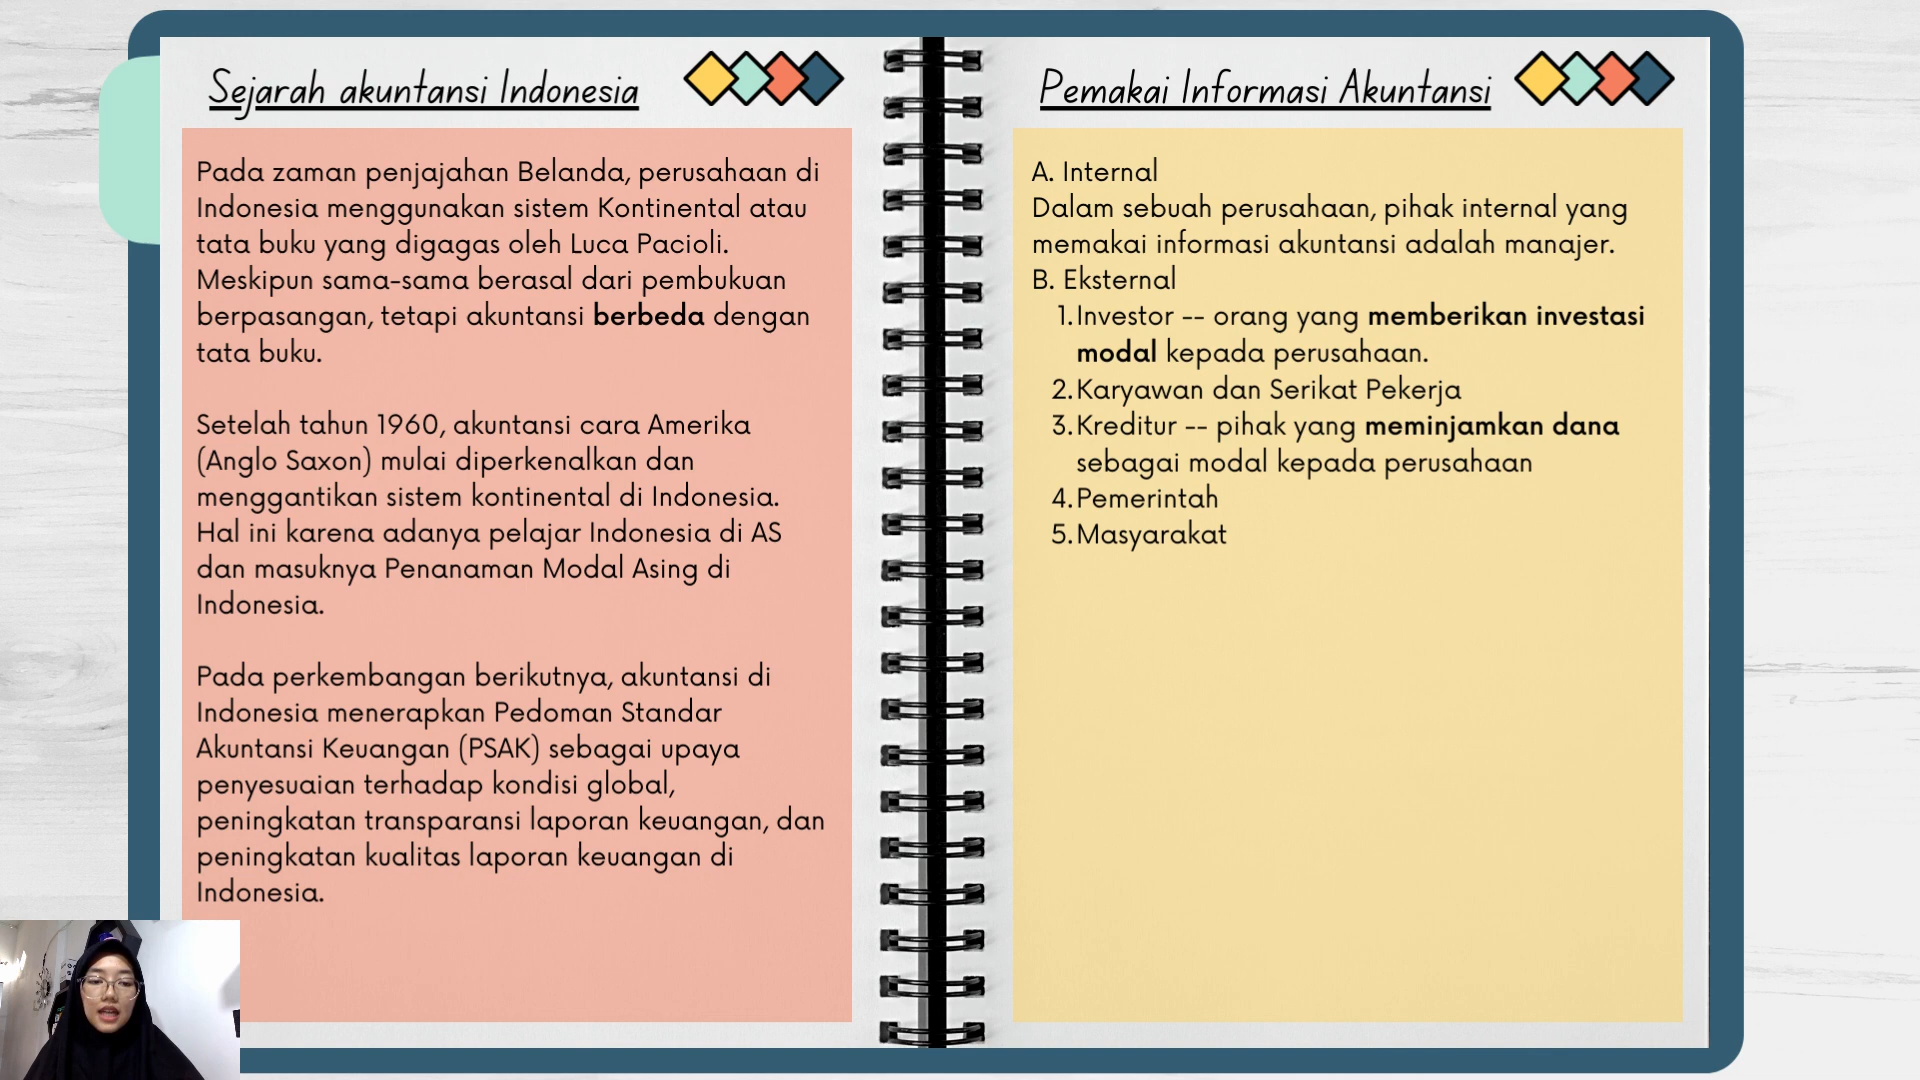 Sejarah akuntansi Indonesia
Pada zaman penjajahan Belanda, perusahaan di
Indonesia menggunakan sistem Kontinental atau
tata buku yang digagas oleh Luca Pacioli.
Meskipun sama-sama berasal dari pembukuan
berpasangan, tetapi akuntansi berbeda dengan
tata buku.
Setelah tahun 1960, akuntansi cara Amerika
(Anglo Saxon) mulai diperkenalkan dan
menggantikan sistem kontinental di Indonesia.
Hal ini karena adanya pelajar Indonesia di AS
dan masuknya Penanaman Modal Asing di
Indonesia.
Pada perkembangan berikutnya, akuntansi di
Indonesia menerapkan Pedoman Standar
Akuntansi Keuangan (PSAK) sebagai upaya
penyesuaian terhadap kondisi global,
peningkatan transparansi laporan keuangan, dan
peningkatan kualitas laporan keuangan di
Indonesia.
Pemakai Informasi Akuntansi
A. Internal
Dalam sebuah perusahaan, pihak internal yang
memakai informasi akuntansi adalah manajer.
B. Eksternal
1. Investor -- orang yang memberikan investasi
modal kepada perusahaan.
2. Karyawan dan Serikat Pekerja
3. Kreditur -- pihak yang meminjamkan dana
sebagai modal kepada perusahaan
4. Pemerintah
5. Masyarakat